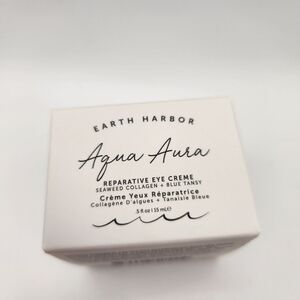 EARTH HARBOR
Aqua Aura
REPARATIVE EYE CREME
SEAWEED COLLAGEN + BLUE TANSY
Crème Yeux Réparatrice
Collagène D'algues + Tanaisie Bleue
.5 fl oz | 15 mL ℮